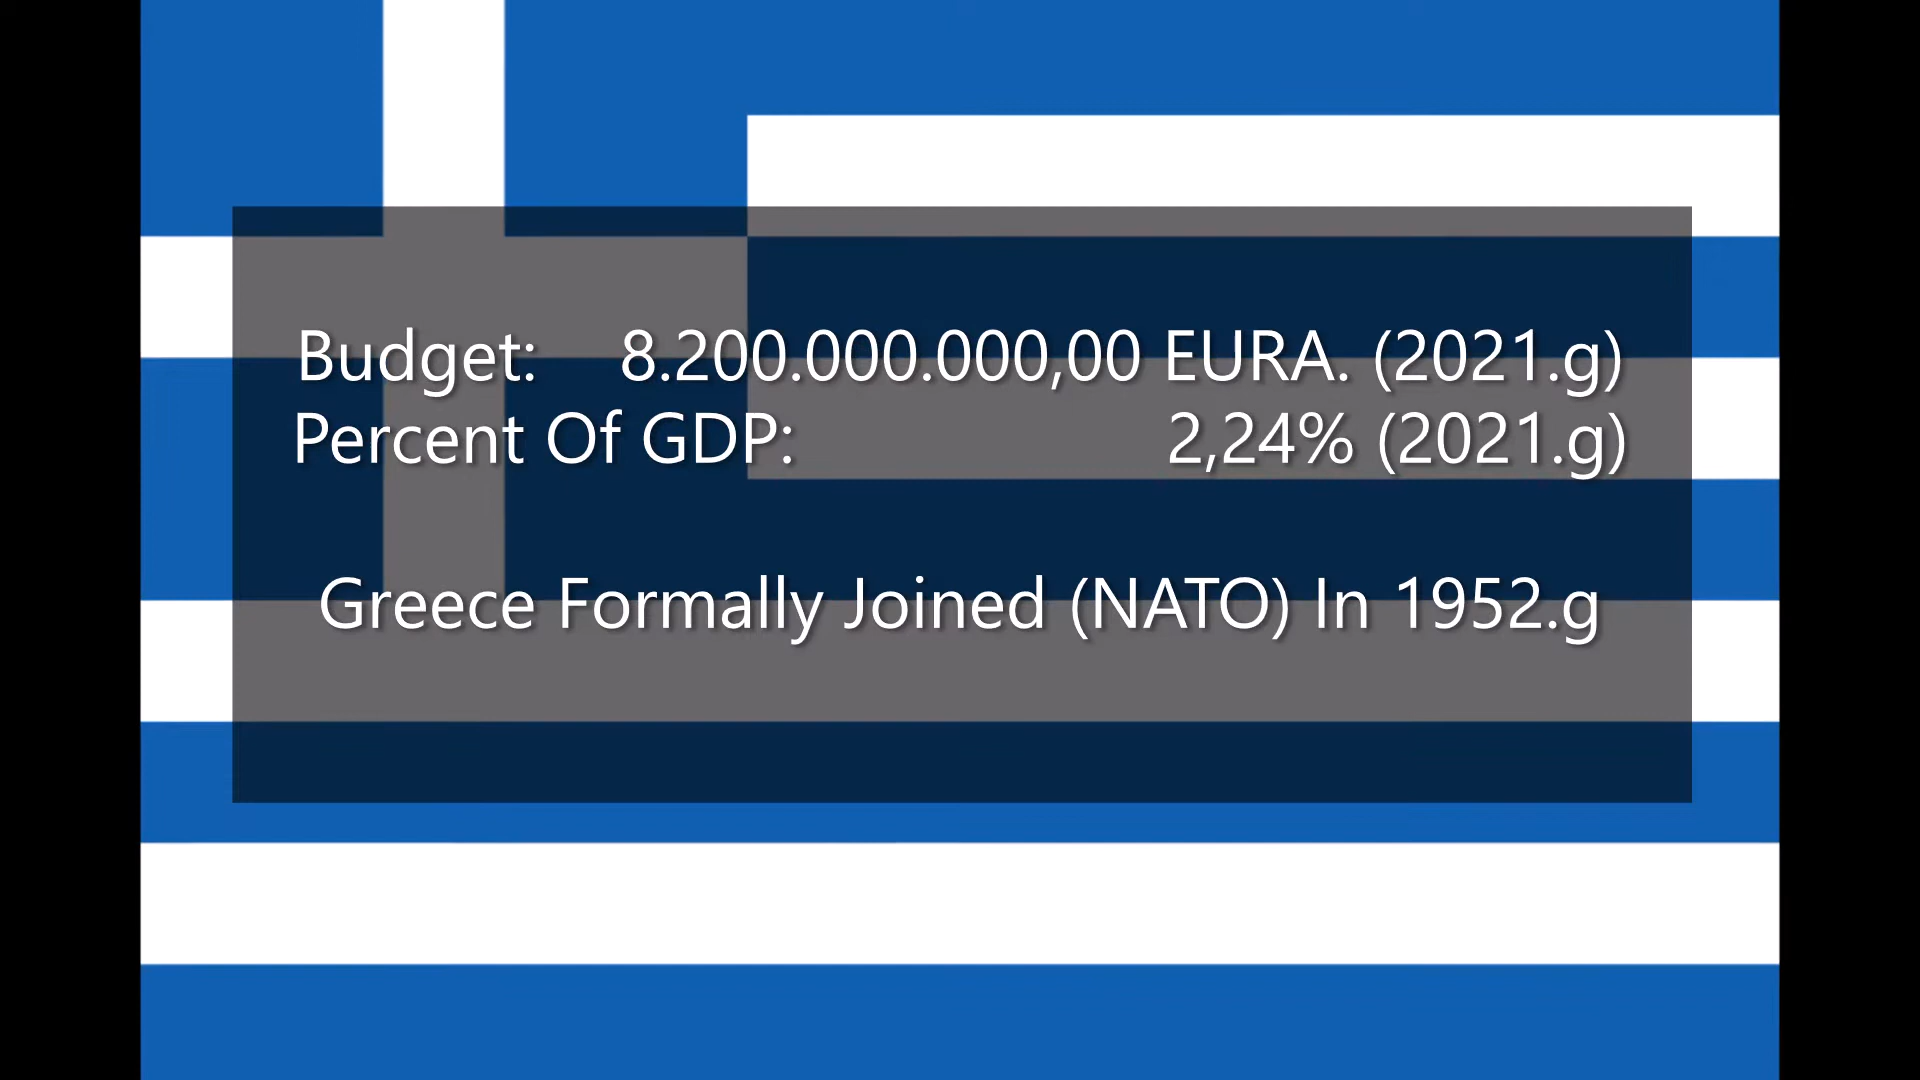 Budget: 8.200.000.000,00 EURA. (2021.g)
Percent Of GDP: 2,24% (2021.g)
Greece Formally Joined (NATO) In 1952.g